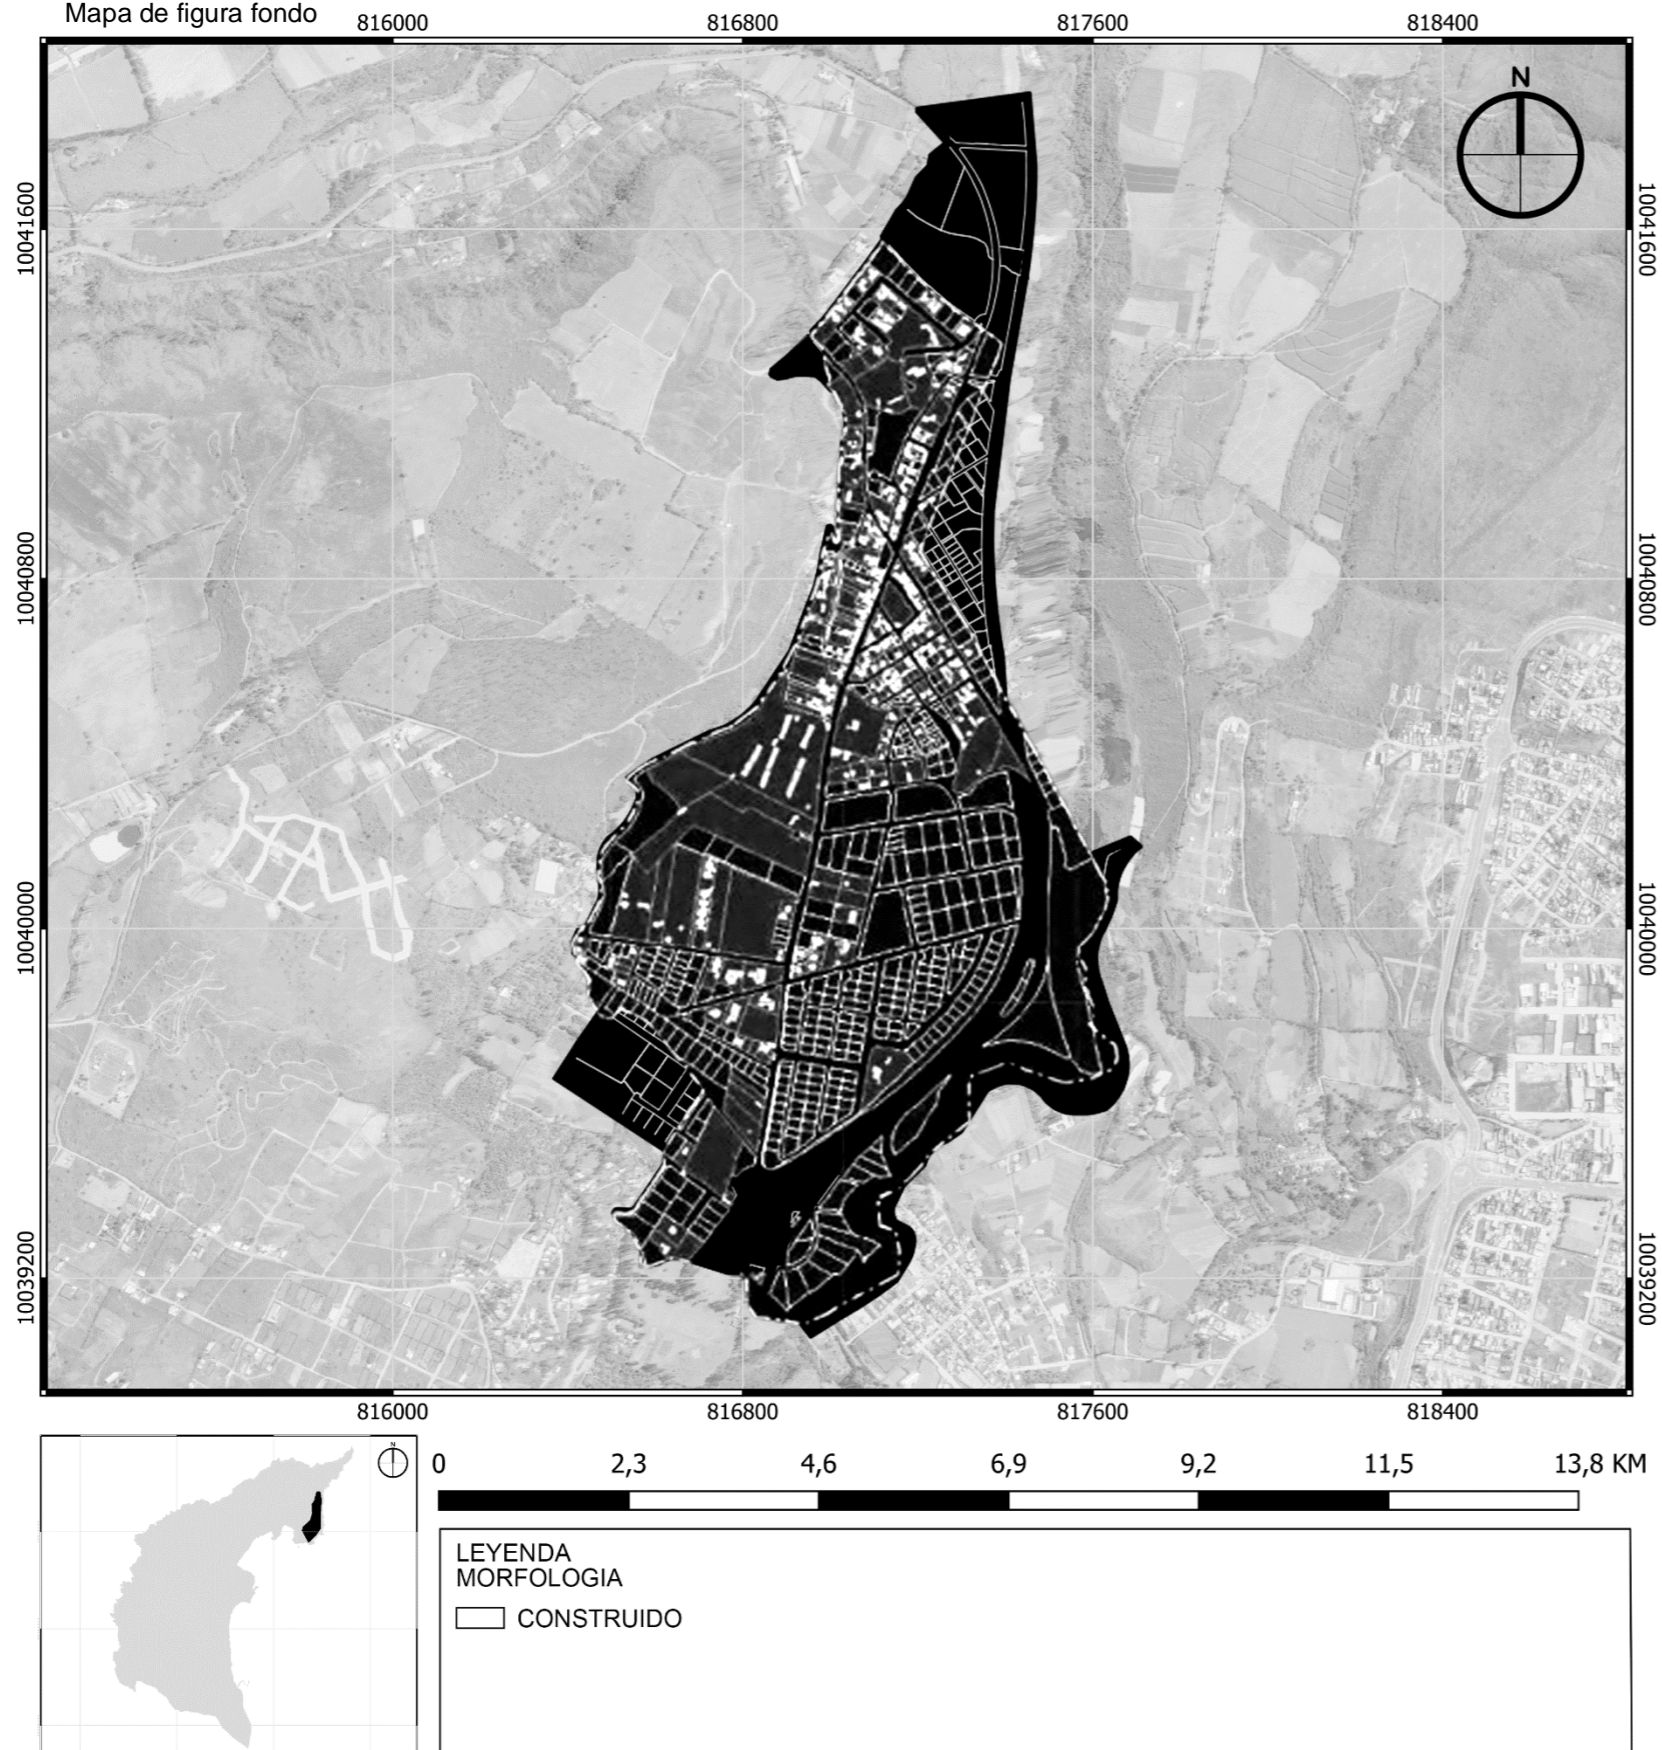 Mapa de figura fondo
816000 816800 817600 818400
N
10041600 10041600
10040800 10040800
10040000 10040000
10039200 10039200
816000 816800 817600 818400
N
0 2,3 4,6 6,9 9,2 11,5 13,8 KM
LEYENDA
MORFOLOGIA
CONSTRUIDO